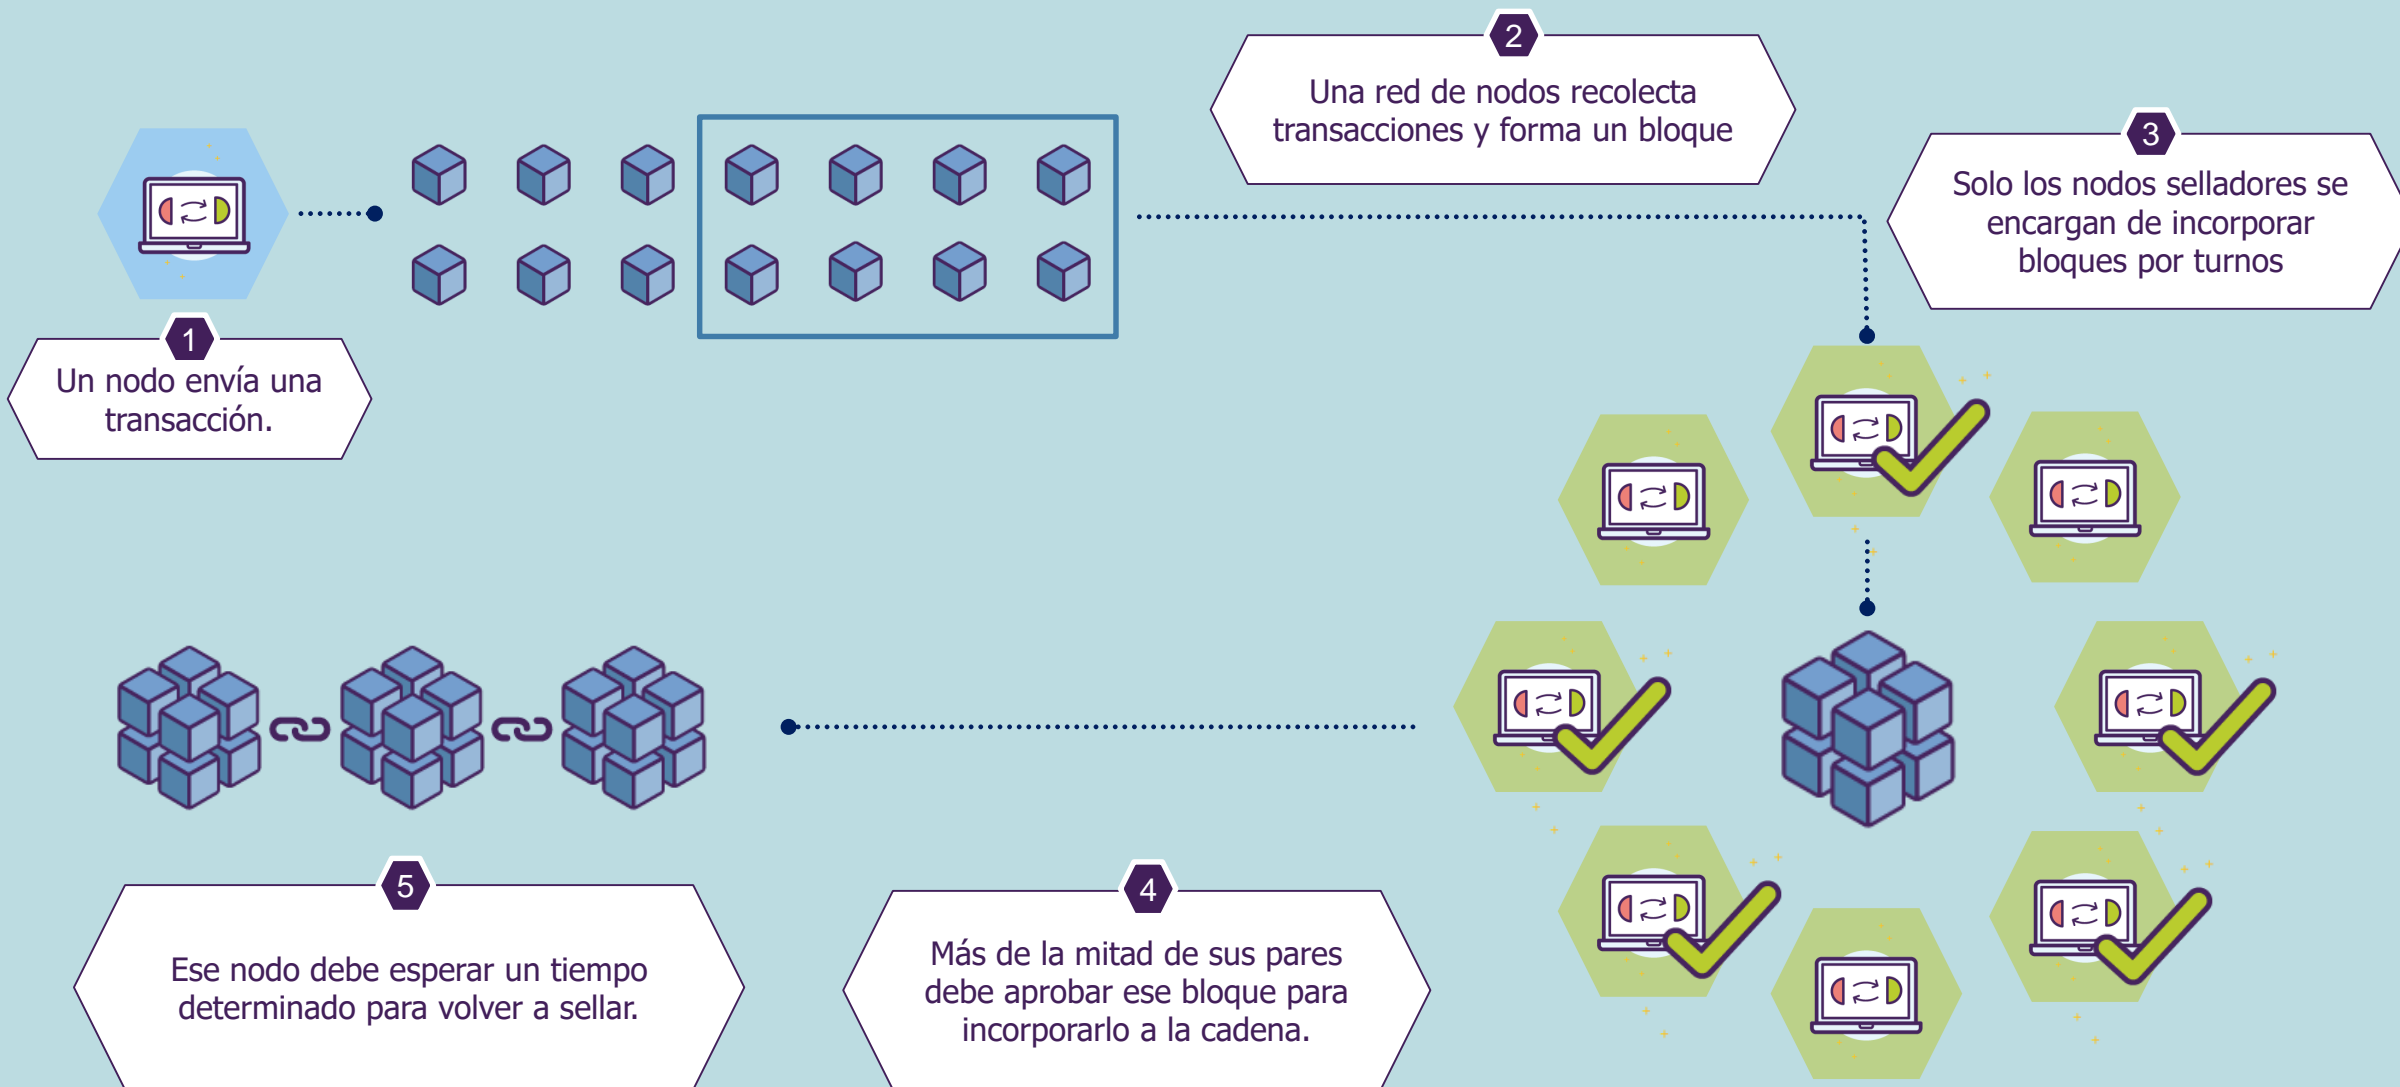 1
Un nodo envía una
transacción.
2
Una red de nodos recolecta
transacciones y forma un bloque
3
Solo los nodos selladores se
encargan de incorporar
bloques por turnos
4
Más de la mitad de sus pares
debe aprobar ese bloque para
incorporarlo a la cadena.
5
Ese nodo debe esperar un tiempo
determinado para volver a sellar.